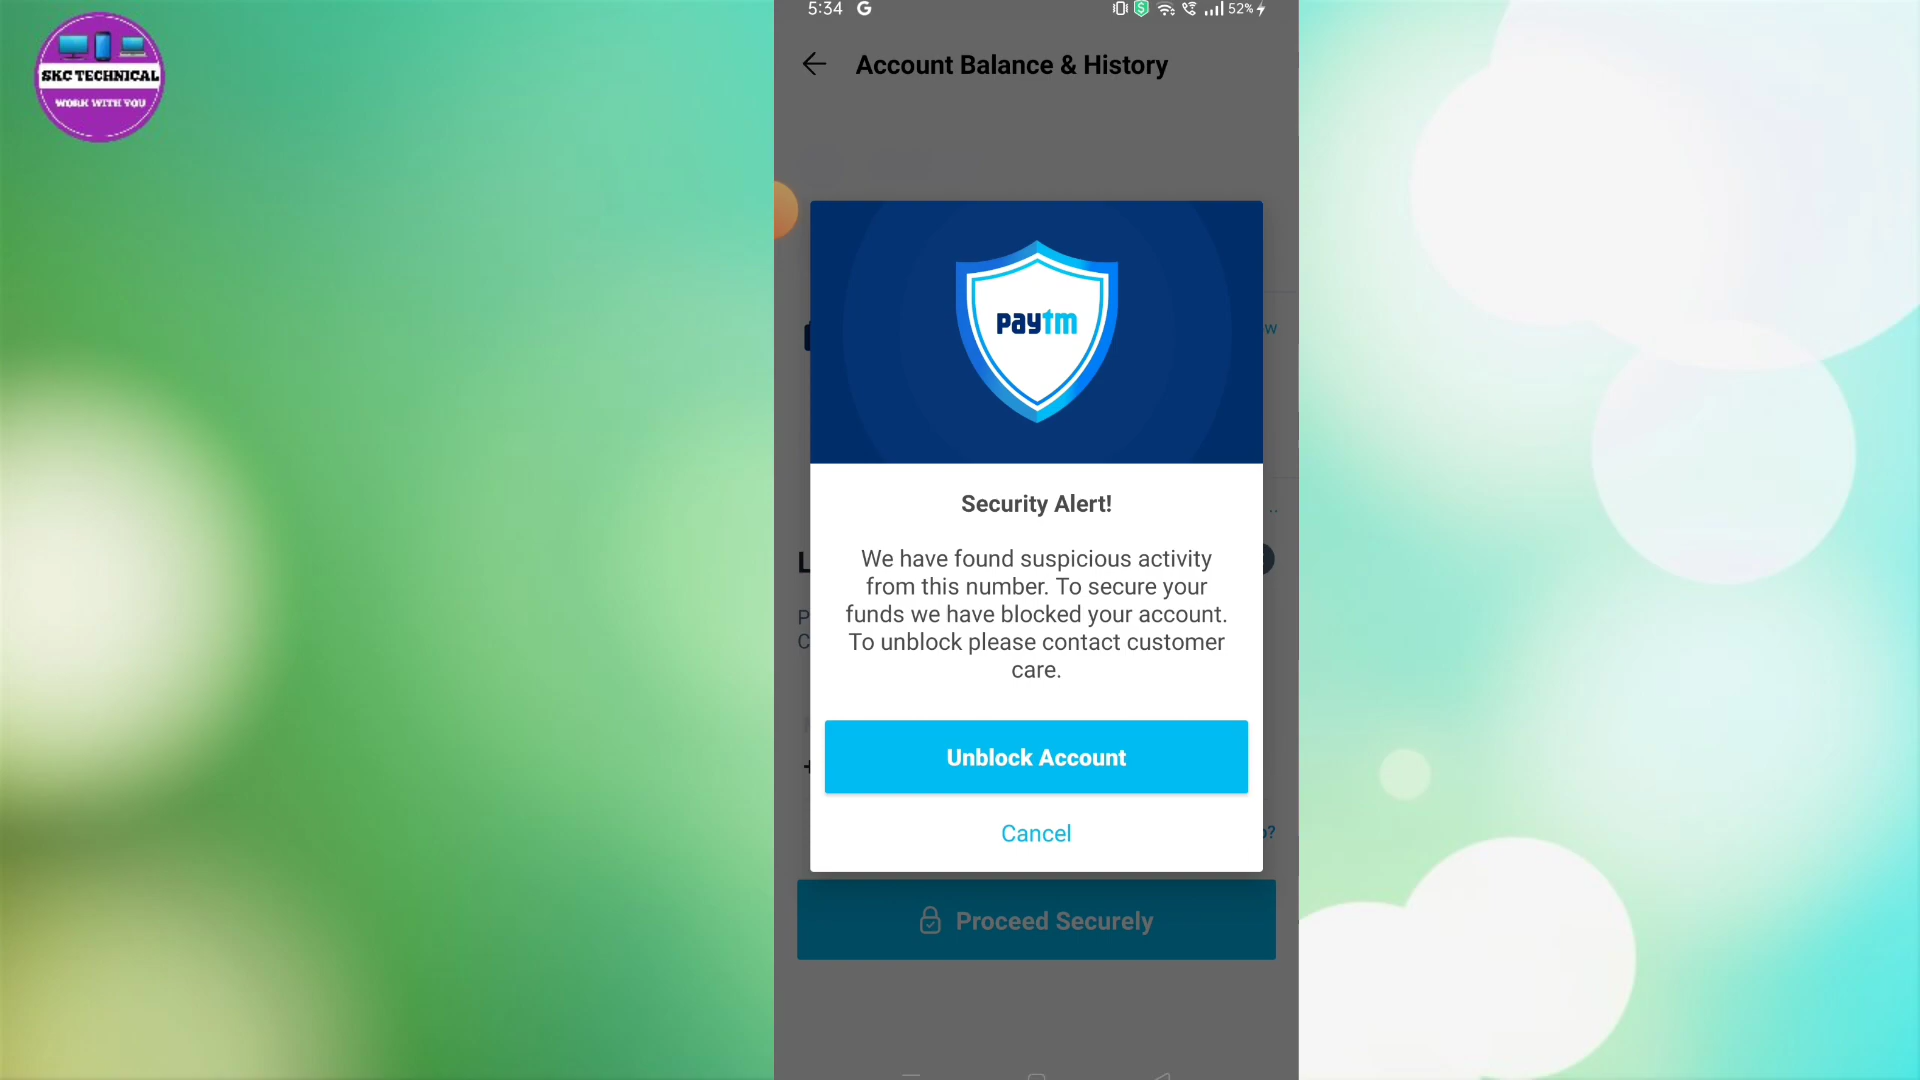 SKC TECHNICAL
WORK WITH YOU
5:34 G 52%
Account Balance & History
paytm
w
Security Alert!
We have found suspicious activity
from this number. To secure your
funds we have blocked your account.
To unblock please contact customer
care.
Unblock Account
Cancel
Proceed Securely